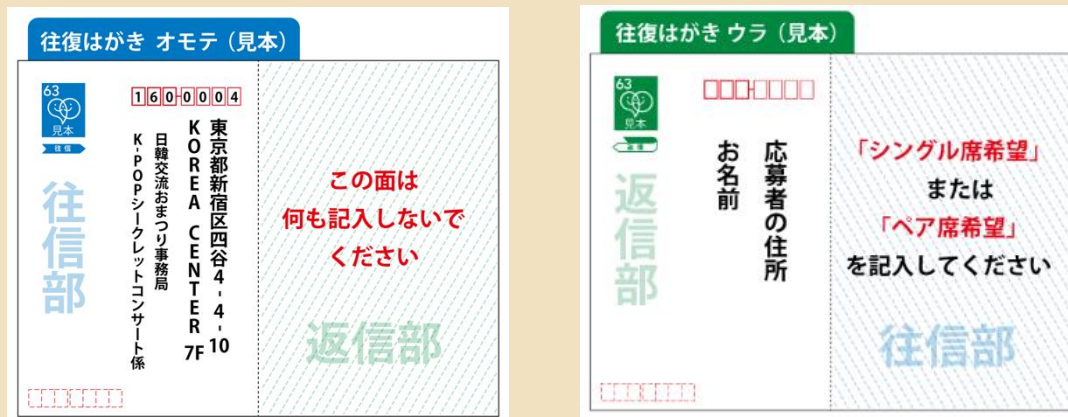 往復はがき オモテ（見本）
63
見本
往信
往信部
1600004
東京都新宿区四谷4-4-10
KOREA CENTER 7F
日韓交流おまつり事務局
K-POPシークレットコンサート係
この面は
何も記入しないで
ください
返信部
往復はがき ウラ（見本）
63
見本
返信
返信部
応募者の住所
お名前
「シングル席希望」
または
「ペア席希望」
を記入してください
往信部